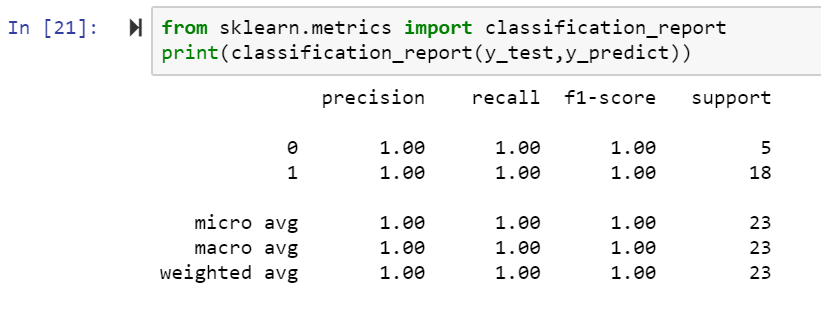 In [21]: from sklearn.metrics import classification_report
print(classification_report(y_test,y_predict))
precision recall f1-score support
0 1.00 1.00 1.00 5
1 1.00 1.00 1.00 18
micro avg 1.00 1.00 1.00 23
macro avg 1.00 1.00 1.00 23
weighted avg 1.00 1.00 1.00 23